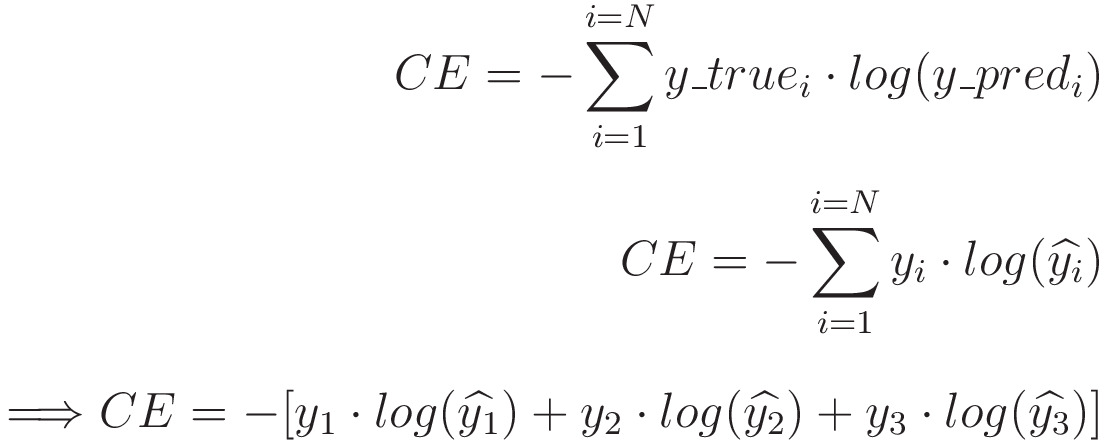 CE = -\sum_{i=1}^{i=N} y\_true_i \cdot log(y\_pred_i)
CE = -\sum_{i=1}^{i=N} y_i \cdot log(\widehat{y_i})
\Longrightarrow CE = -[y_1 \cdot log(\widehat{y_1}) + y_2 \cdot log(\widehat{y_2}) + y_3 \cdot log(\widehat{y_3})]